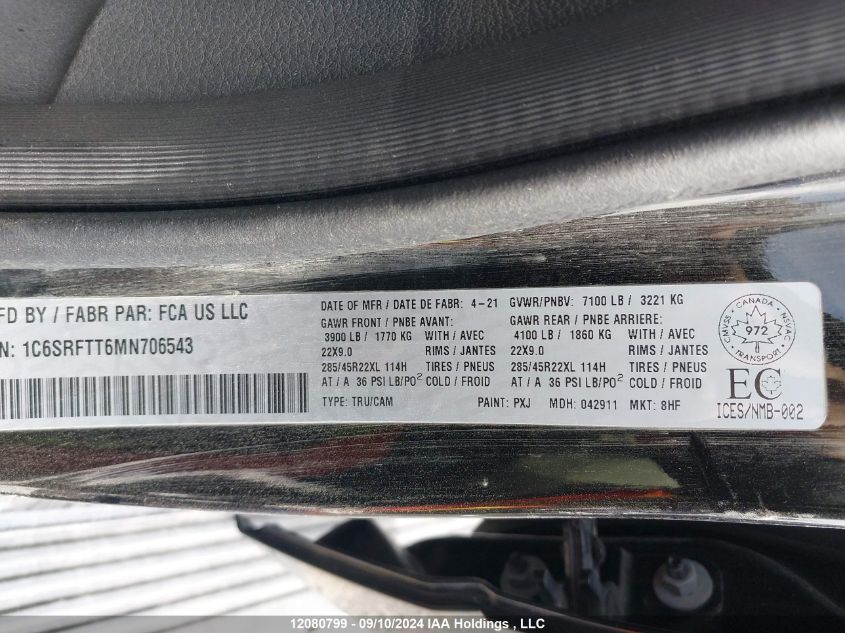 FD BY / FABR PAR: FCA US LLC
N: 1C6SRFTT6MN706543
DATE OF MFR / DATE DE FABR: 4-21 GVWR/PNBV: 7100 LB / 3221 KG
GAWR FRONT / PNBE AVANT: GAWR REAR / PNBE ARRIERE:
3900 LB / 1770 KG WITH / AVEC 4100 LB / 1860 KG WITH / AVEC
22X9.0 RIMS / JANTES 22X9.0 RIMS / JANTES
285/45R22XL 114H TIRES / PNEUS 285/45R22XL 114H TIRES / PNEUS
AT / A 36 PSI LB/PO² COLD / FROID AT / A 36 PSI LB/PO² COLD / FROID
TYPE: TRU/CAM PAINT: PXJ MDH: 042911 MKT: 8HF
CANADA
CMVSS 972 NSVAC
TRANSPORT
EC
ICES/NMB-002
12080799 - 09/10/2024 IAA Holdings , LLC